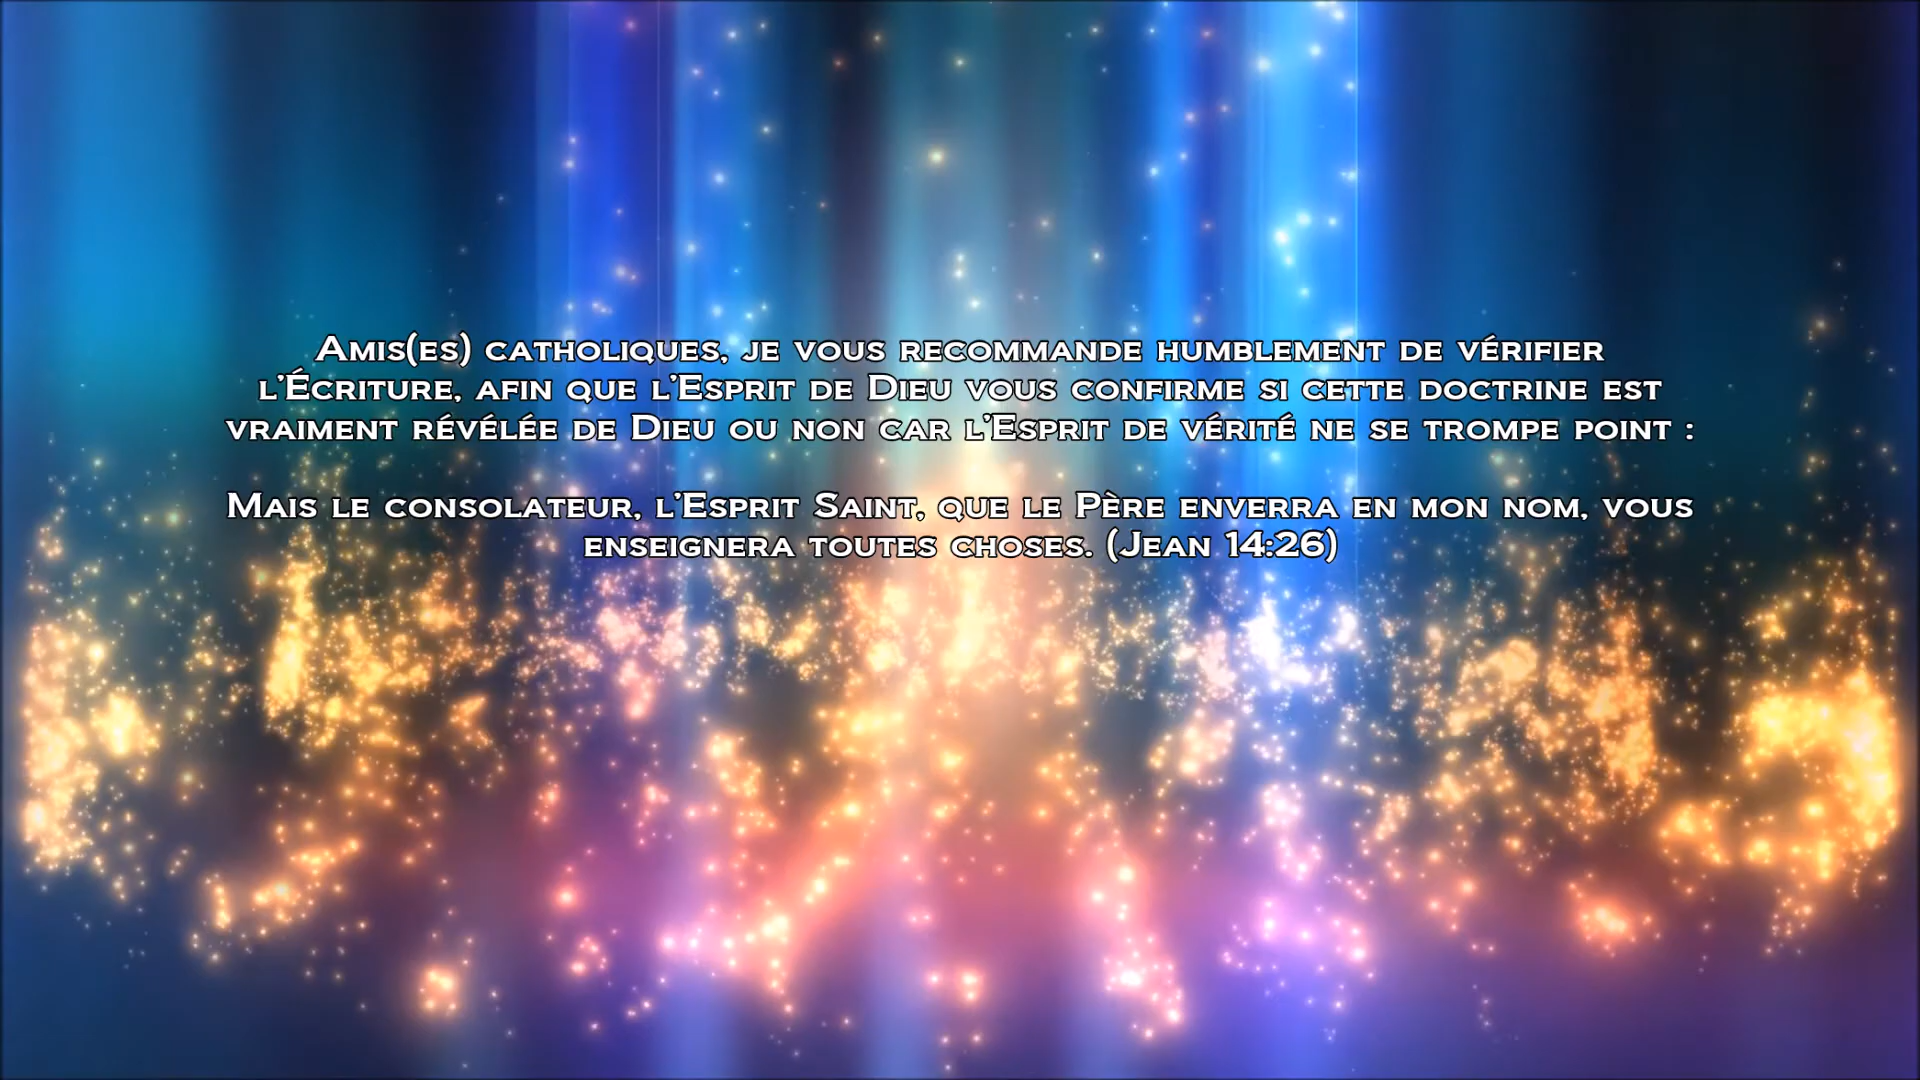 Amis(es) catholiques, je vous recommande humblement de vérifier
l'Écriture, afin que l'Esprit de Dieu vous confirme si cette doctrine est
vraiment révélée de Dieu ou non car l'Esprit de vérité ne se trompe point :
Mais le consolateur, l'Esprit Saint, que le Père enverra en mon nom, vous
enseignera toutes choses. (Jean 14:26)